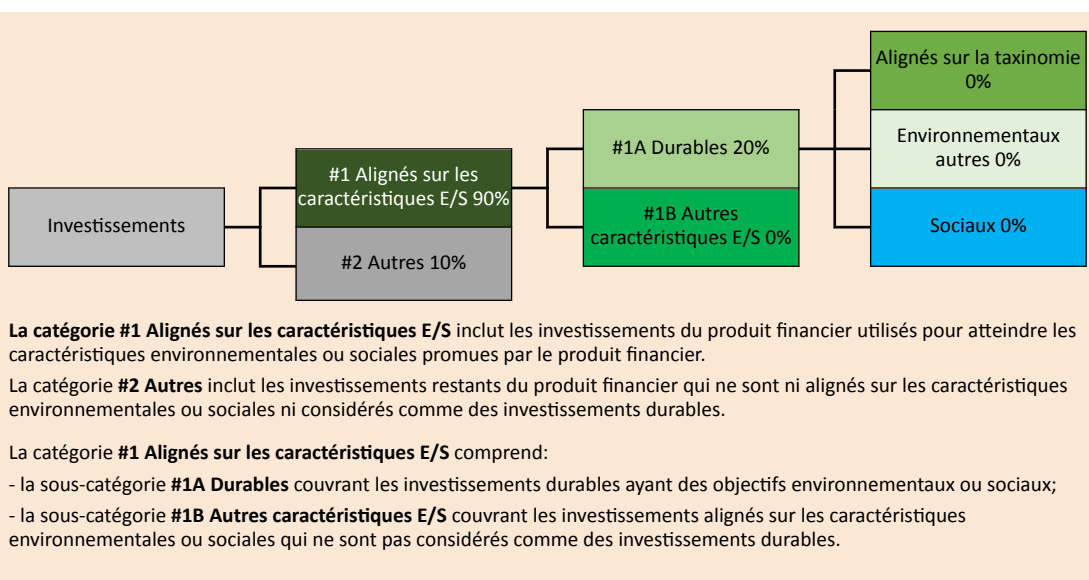 Investissements
#1 Alignés sur les
caractéristiques E/S 90%
#2 Autres 10%
#1A Durables 20%
#1B Autres
caractéristiques E/S 0%
Alignés sur la taxinomie
0%
Environnementaux
autres 0%
Sociaux 0%
La catégorie #1 Alignés sur les caractéristiques E/S inclut les investissements du produit financier utilisés pour atteindre les
caractéristiques environnementales ou sociales promues par le produit financier.
La catégorie #2 Autres inclut les investissements restants du produit financier qui ne sont ni alignés sur les caractéristiques
environnementales ou sociales ni considérés comme des investissements durables.
La catégorie #1 Alignés sur les caractéristiques E/S comprend:
- la sous-catégorie #1A Durables couvrant les investissements durables ayant des objectifs environnementaux ou sociaux;
- la sous-catégorie #1B Autres caractéristiques E/S couvrant les investissements alignés sur les caractéristiques
environnementales ou sociales qui ne sont pas considérés comme des investissements durables.